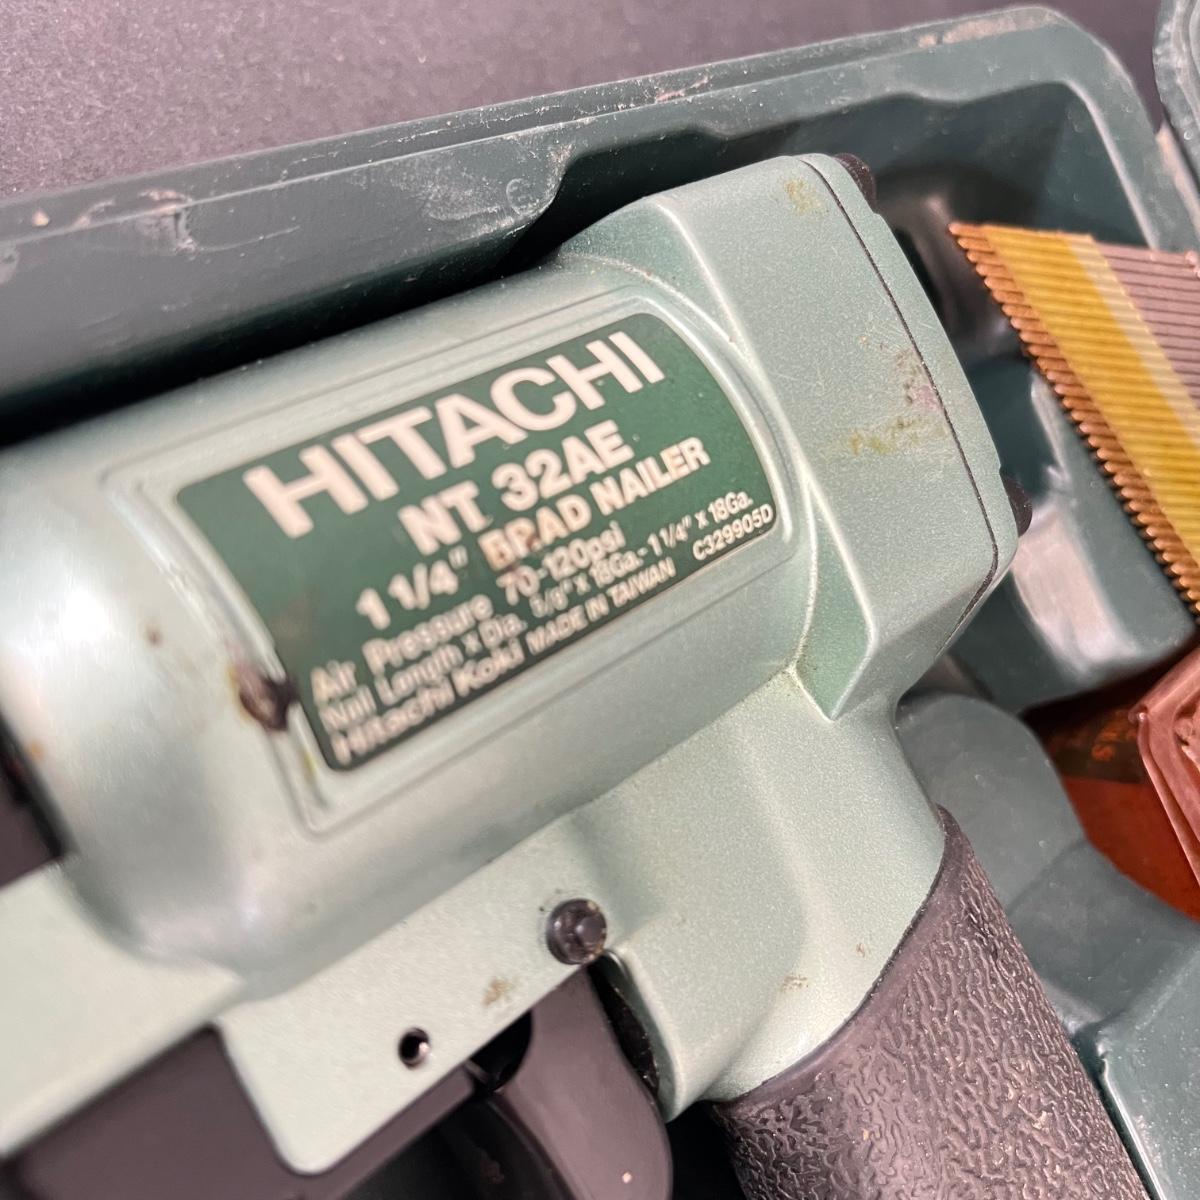 HITACHI
NT 32AE
1 1/4" BRAD NAILER
Air Pressure 70-120psi
Nail Length x Dia. 5/8" x 18Ga.-1 1/4" x 18Ga.
Hitachi Koki MADE IN TAIWAN C329905D